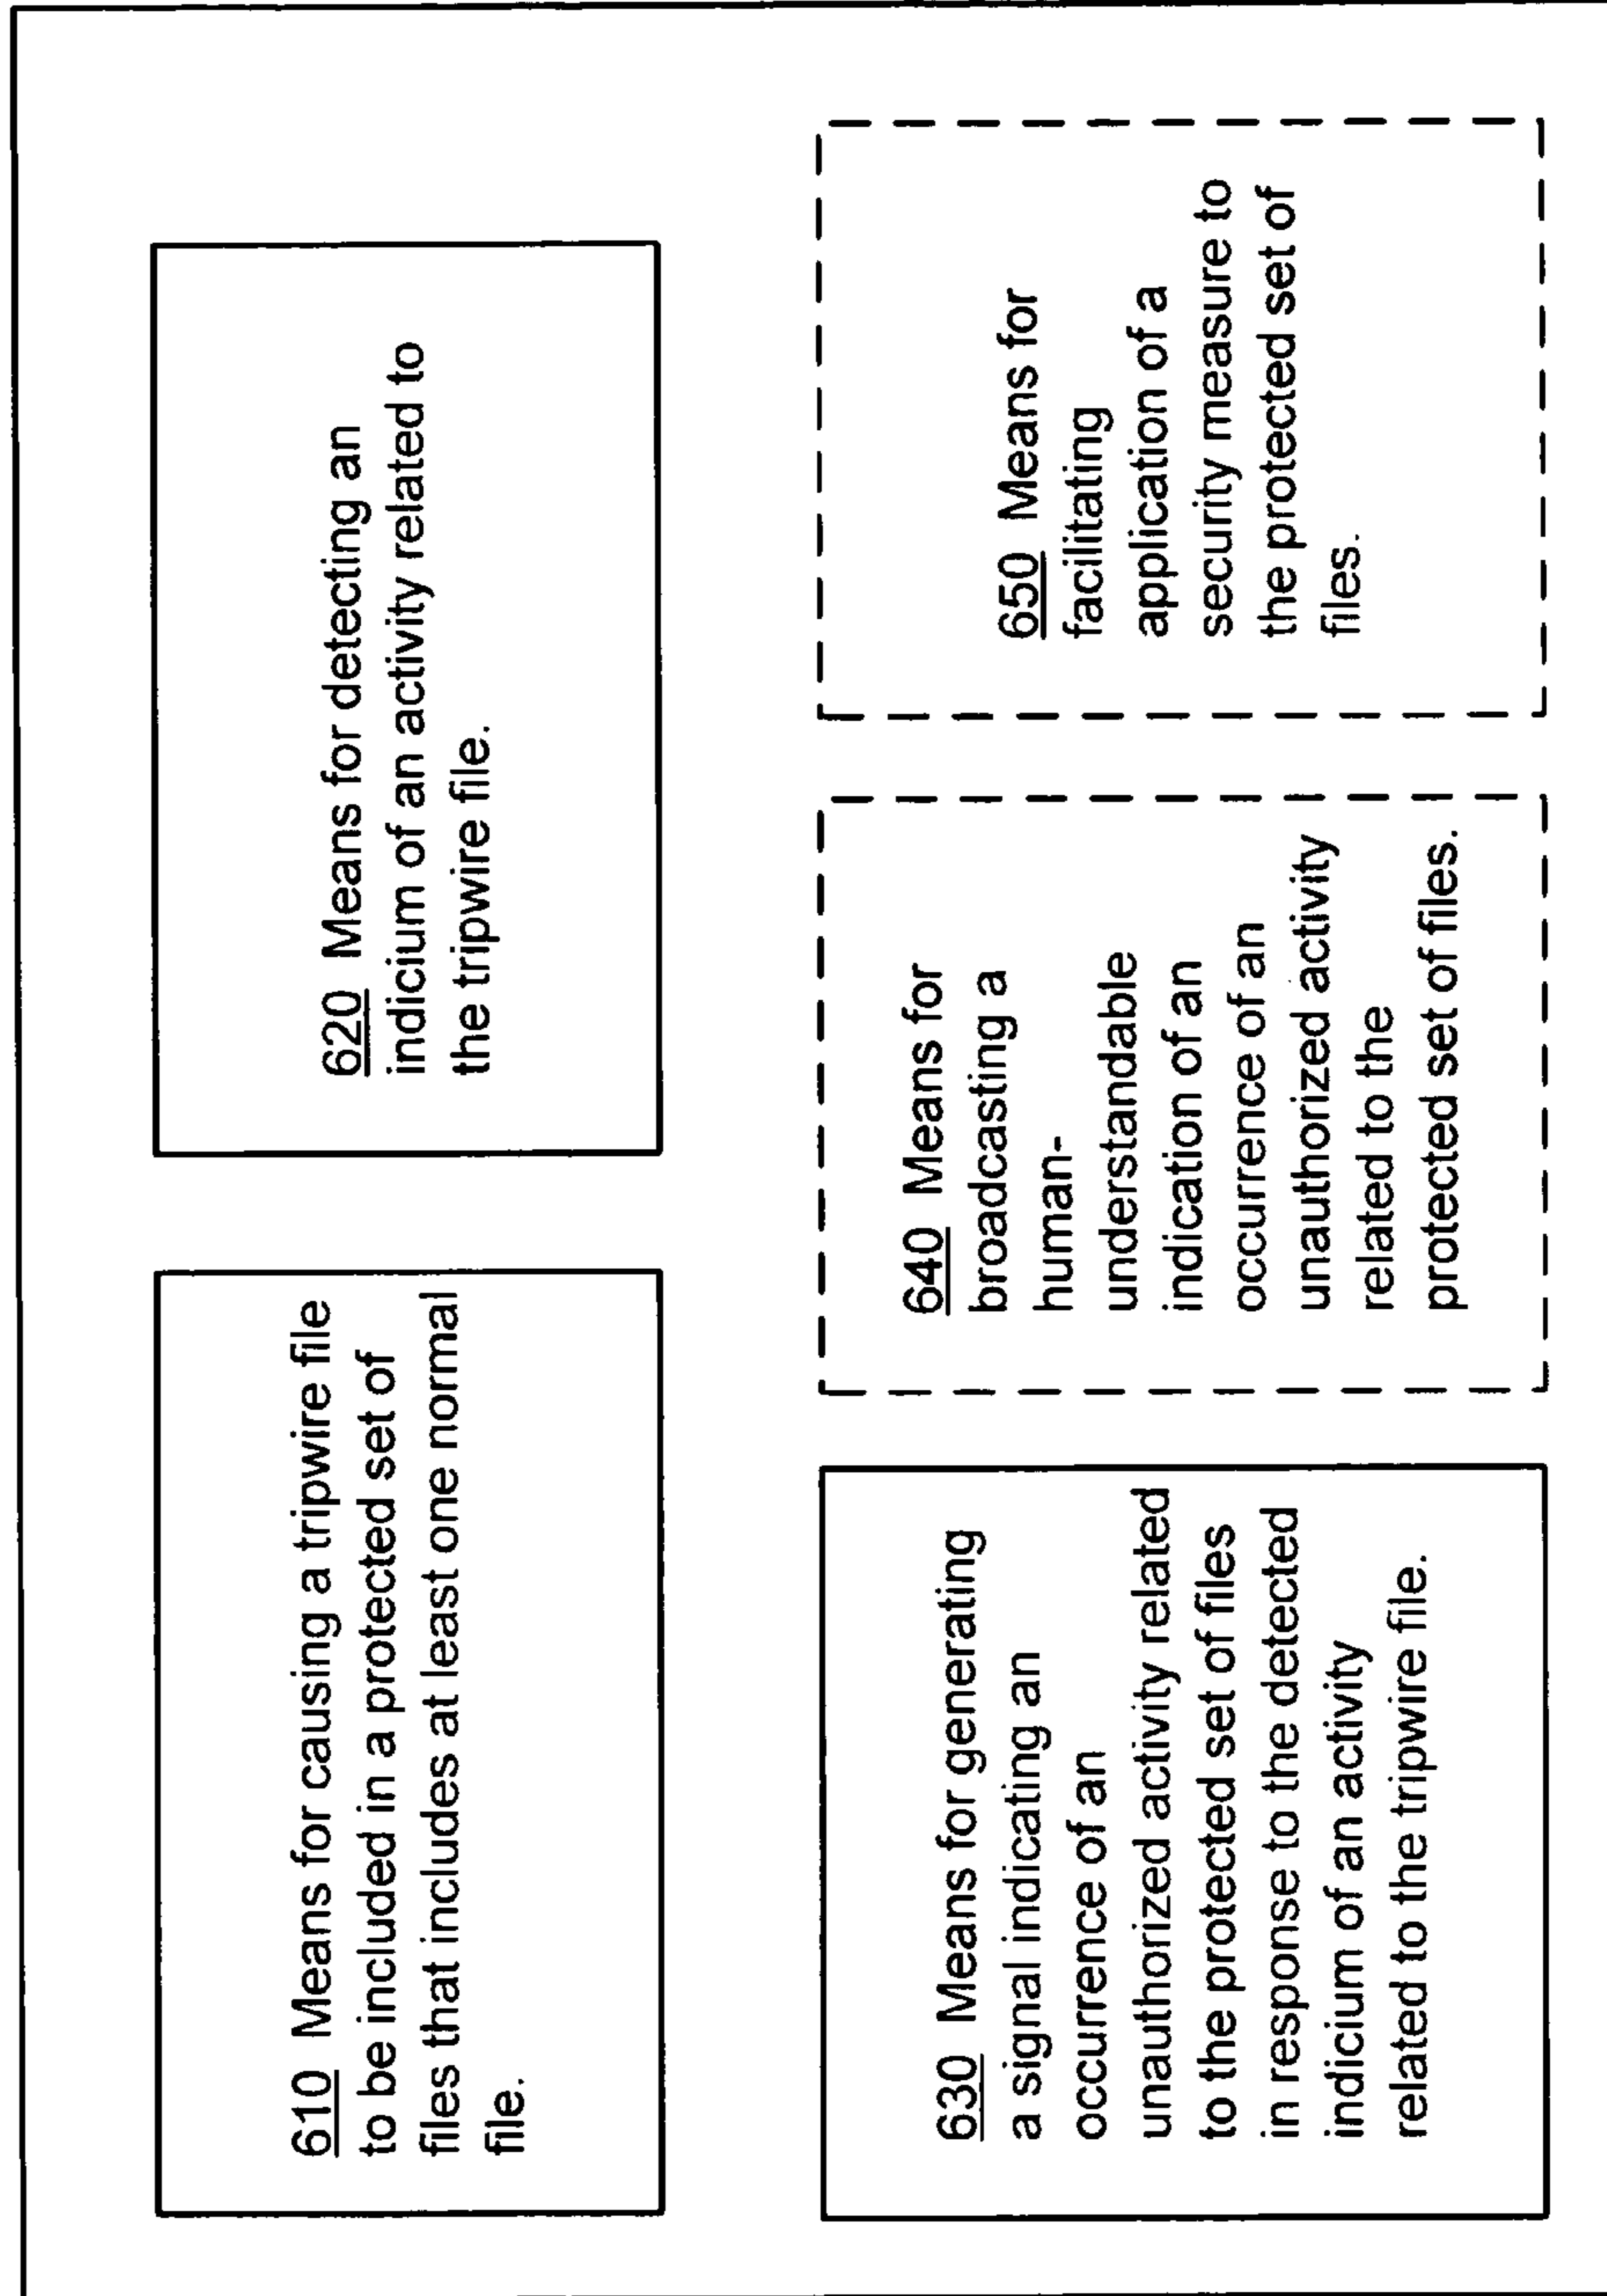 610 Means for causing a tripwire file
to be included in a protected set of
files that includes at least one normal
file.
620 Means for detecting an
indicium of an activity related to
the tripwire file.
630 Means for generating
a signal indicating an
occurrence of an
unauthorized activity related
to the protected set of files
in response to the detected
indicium of an activity
related to the tripwire file.
640 Means for
broadcasting a
human-
understandable
indication of an
occurrence of an
unauthorized activity
related to the
protected set of files.
650 Means for
facilitating
application of a
security measure to
the protected set of
files.